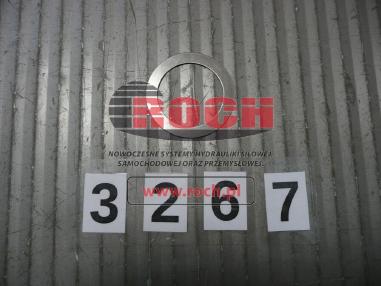 ROCH
NOWOCZESNE SYSTEMY HYDRAULIKI SIŁOWEJ
SAMOCHODOWEJ ORAZ PRZEMYSŁOWEJ.
www.roch.pl
3 2 6 7